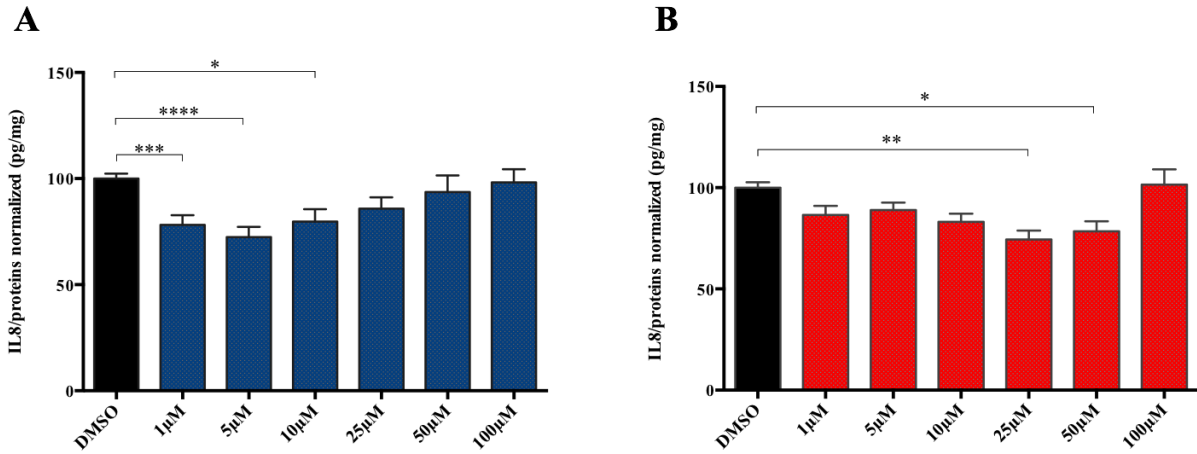 A
IL8/proteins normalized (pg/mg)
150
100
50
0
*
****
***
DMSO
1µM
5µM
10µM
25µM
50µM
100µM
B
IL8/proteins normalized (pg/mg)
150
100
50
0
*
**
DMSO
1µM
5µM
10µM
25µM
50µM
100µM